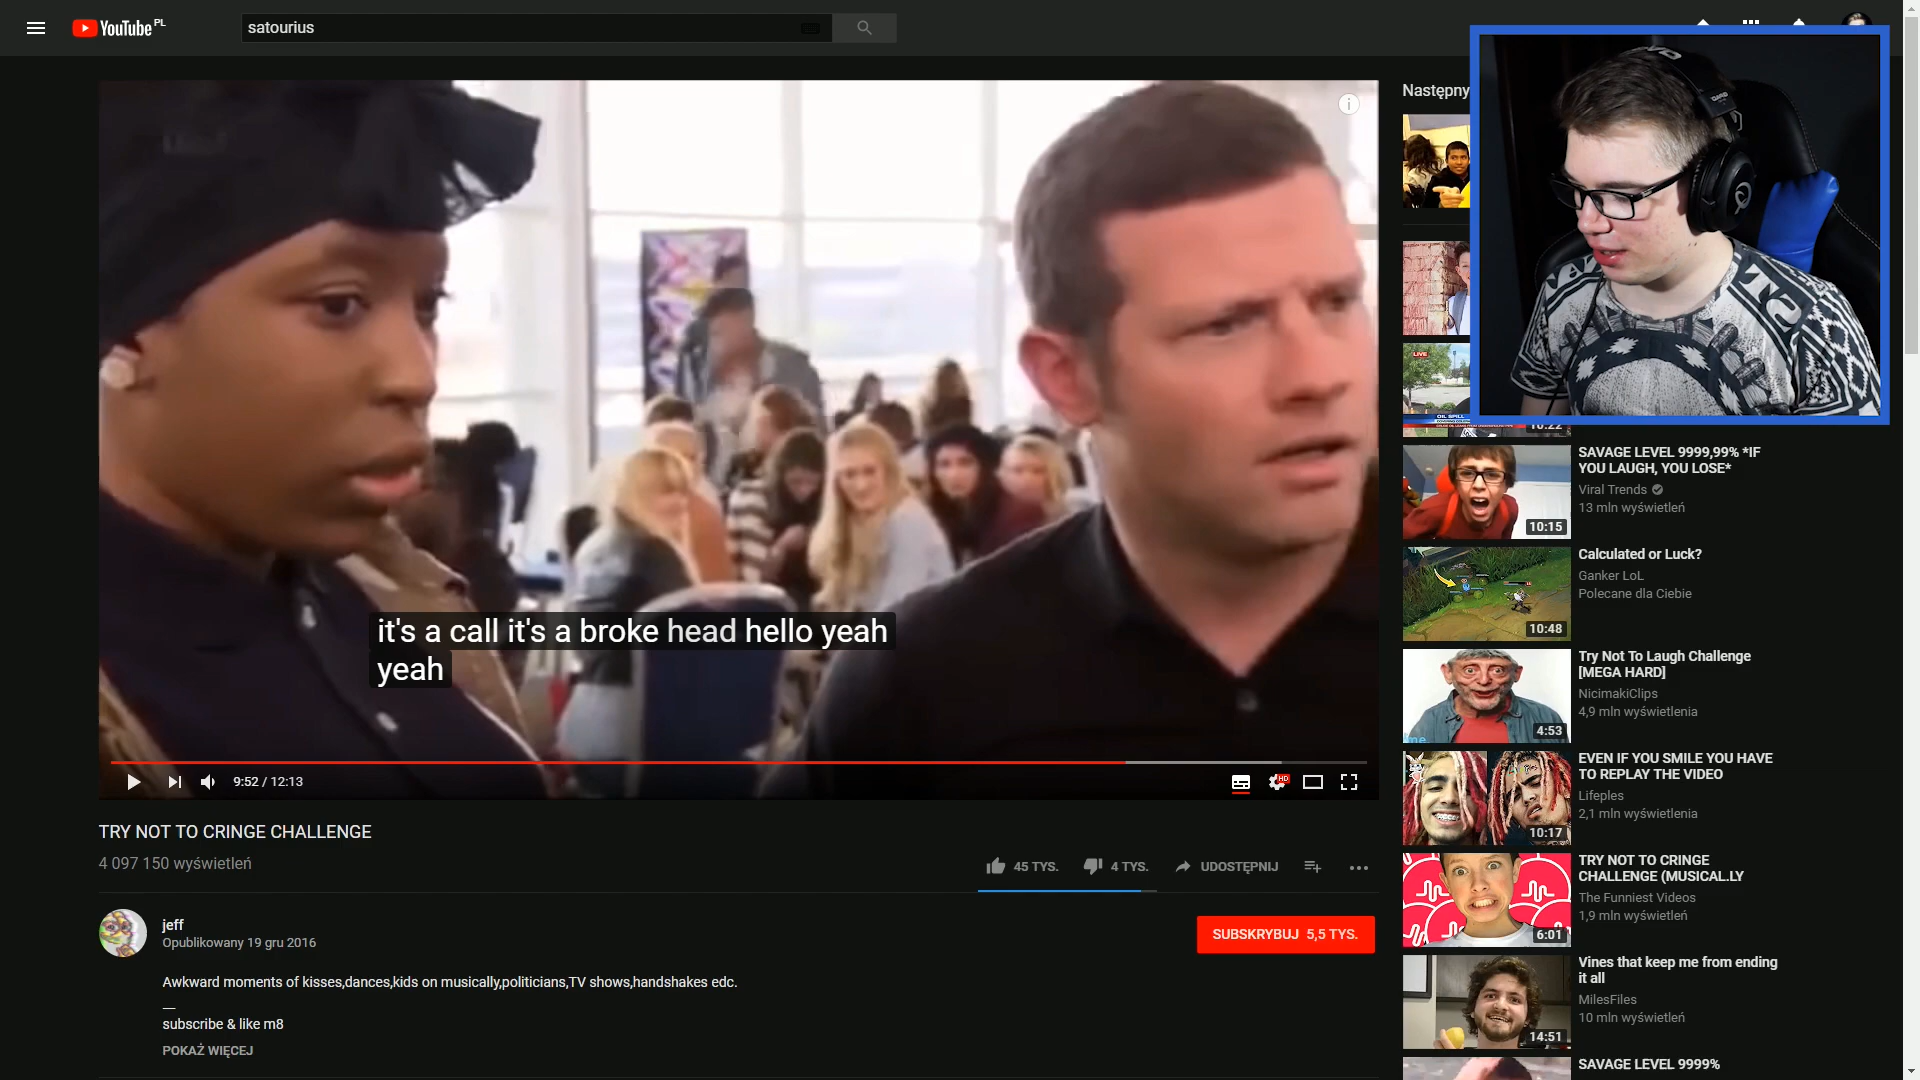 YouTube PL
satourius
Następny
it's a call it's a broke head hello yeah
yeah
9:52 / 12:13
HD
TRY NOT TO CRINGE CHALLENGE
4 097 150 wyświetleń
45 TYS.
4 TYS.
UDOSTĘPNIJ
jeff
Opublikowany 19 gru 2016
SUBSKRYBUJ 5,5 TYS.
Awkward moments of kisses,dances,kids on musically,politicians,TV shows,handshakes edc.
—
subscribe & like m8
POKAŻ WIĘCEJ
LIVE
OIL SPILL
10:22
SAVAGE LEVEL 9999,99% *IF
YOU LAUGH, YOU LOSE*
Viral Trends
13 mln wyświetleń
10:15
Calculated or Luck?
Ganker LoL
Polecane dla Ciebie
10:48
Try Not To Laugh Challenge
[MEGA HARD]
NicimakiClips
4,9 mln wyświetlenia
me
4:53
EVEN IF YOU SMILE YOU HAVE
TO REPLAY THE VIDEO
Lifeples
2,1 mln wyświetlenia
10:17
TRY NOT TO CRINGE
CHALLENGE (MUSICAL.LY
The Funniest Videos
1,9 mln wyświetleń
6:01
Vines that keep me from ending
it all
MilesFiles
10 mln wyświetleń
14:51
SAVAGE LEVEL 9999%